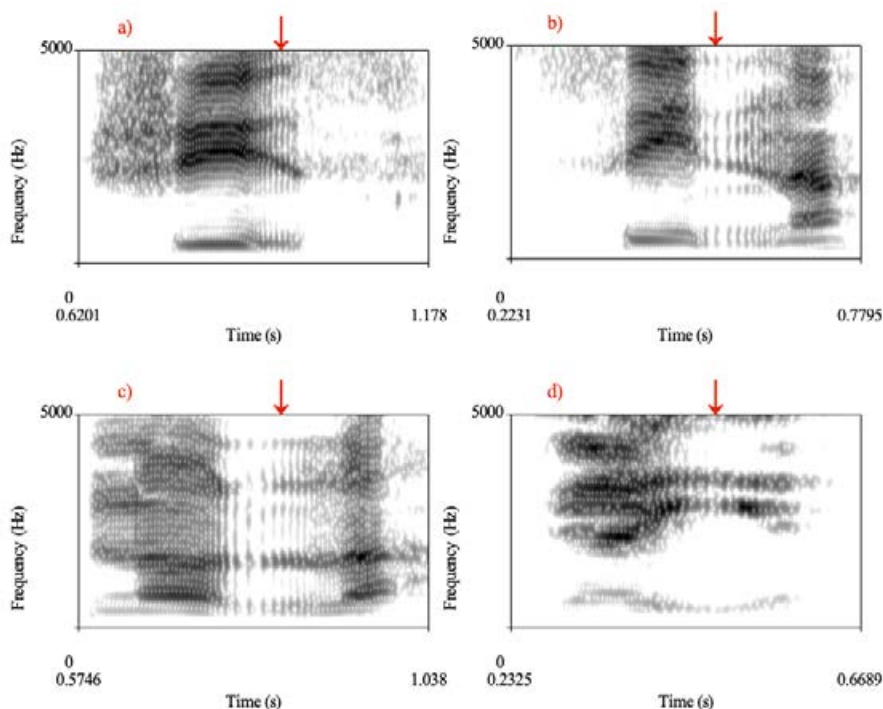 a)
5000
Frequency (Hz)
0
0.6201
1.178
Time (s)
b)
5000
Frequency (Hz)
0
0.2231
0.7795
Time (s)
c)
5000
Frequency (Hz)
0
0.5746
1.038
Time (s)
d)
5000
Frequency (Hz)
0
0.2325
0.6689
Time (s)